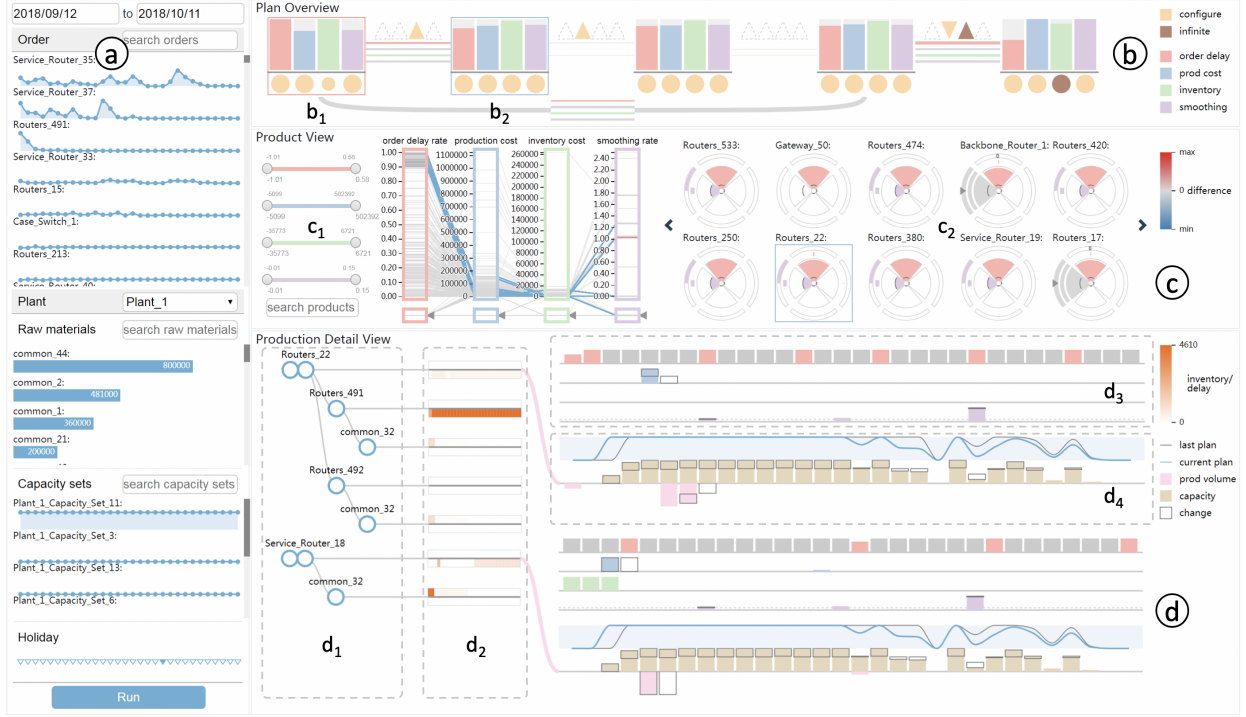 2018/09/12 to 2018/10/11
Order search orders
a
Service_Router_35:
Service_Router_37:
Routers_491:
Service_Router_33:
Routers_15:
Case_Switch_1:
Routers_213:
Plant Plant_1
Raw materials search raw materials
common_44:
800000
common_2:
481000
common_1:
360000
common_21:
200000
Capacity sets search capacity sets
Plant_1_Capacity_Set_11:
Plant_1_Capacity_Set_3:
Plant_1_Capacity_Set_13:
Plant_1_Capacity_Set_6:
Holiday
Run
Plan Overview
b1
b2
b
configure
infinite
order delay
prod cost
inventory
smoothing
Product View
-1.01 0.58
-1.01 0.58
-5099 502392
-5099 502392
-35773 6721
-35773 6721
-0.01 0.15
-0.01 0.15
c1
search products
order delay rate production cost inventory cost smoothing rate
1.00
0.90
0.80
0.70
0.60
0.50
0.40
0.30
0.20
0.10
0.00
1100000
1000000
900000
800000
700000
600000
500000
400000
300000
200000
100000
0
260000
240000
220000
200000
180000
160000
140000
120000
100000
80000
60000
40000
20000
0
2.40
2.20
2.00
1.80
1.60
1.40
1.20
1.00
0.80
0.60
0.40
0.20
0.00
Routers_533: Gateway_50: Routers_474: Backbone_Router_1: Routers_420:
c2
Routers_250: Routers_22: Routers_380: Service_Router_19: Routers_17:
max
0 difference
min
c
Production Detail View
Routers_22
Routers_491
common_32
Routers_492
common_32
Service_Router_18
common_32
d1
d2
d3
d4
d
4610
inventory/
delay
0
last plan
current plan
prod volume
capacity
change